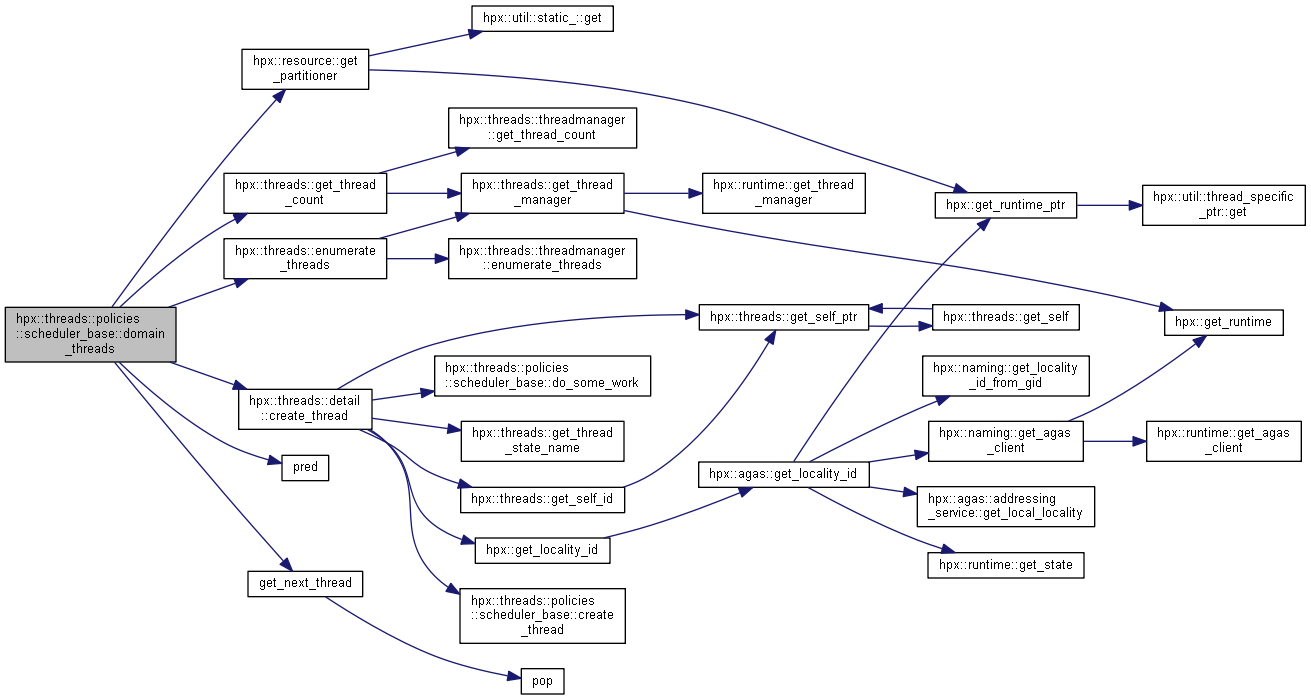 hpx::util::static_::get
hpx::resource::get
_partitioner
hpx::threads::threadmanager
::get_thread_count
hpx::threads::get_thread
_count
hpx::threads::get_thread
_manager
hpx::runtime::get_thread
_manager
hpx::get_runtime_ptr
hpx::util::thread_specific
_ptr::get
hpx::threads::enumerate
_threads
hpx::threads::threadmanager
::enumerate_threads
hpx::threads::policies
::scheduler_base::domain
_threads
hpx::threads::get_self_ptr
hpx::threads::get_self
hpx::get_runtime
hpx::threads::policies
::scheduler_base::do_some_work
hpx::naming::get_locality
_id_from_gid
hpx::threads::detail
::create_thread
hpx::threads::get_thread
_state_name
hpx::naming::get_agas
_client
hpx::runtime::get_agas
_client
pred
hpx::agas::get_locality_id
hpx::threads::get_self_id
hpx::agas::addressing
_service::get_local_locality
hpx::get_locality_id
hpx::runtime::get_state
get_next_thread
hpx::threads::policies
::scheduler_base::create
_thread
pop